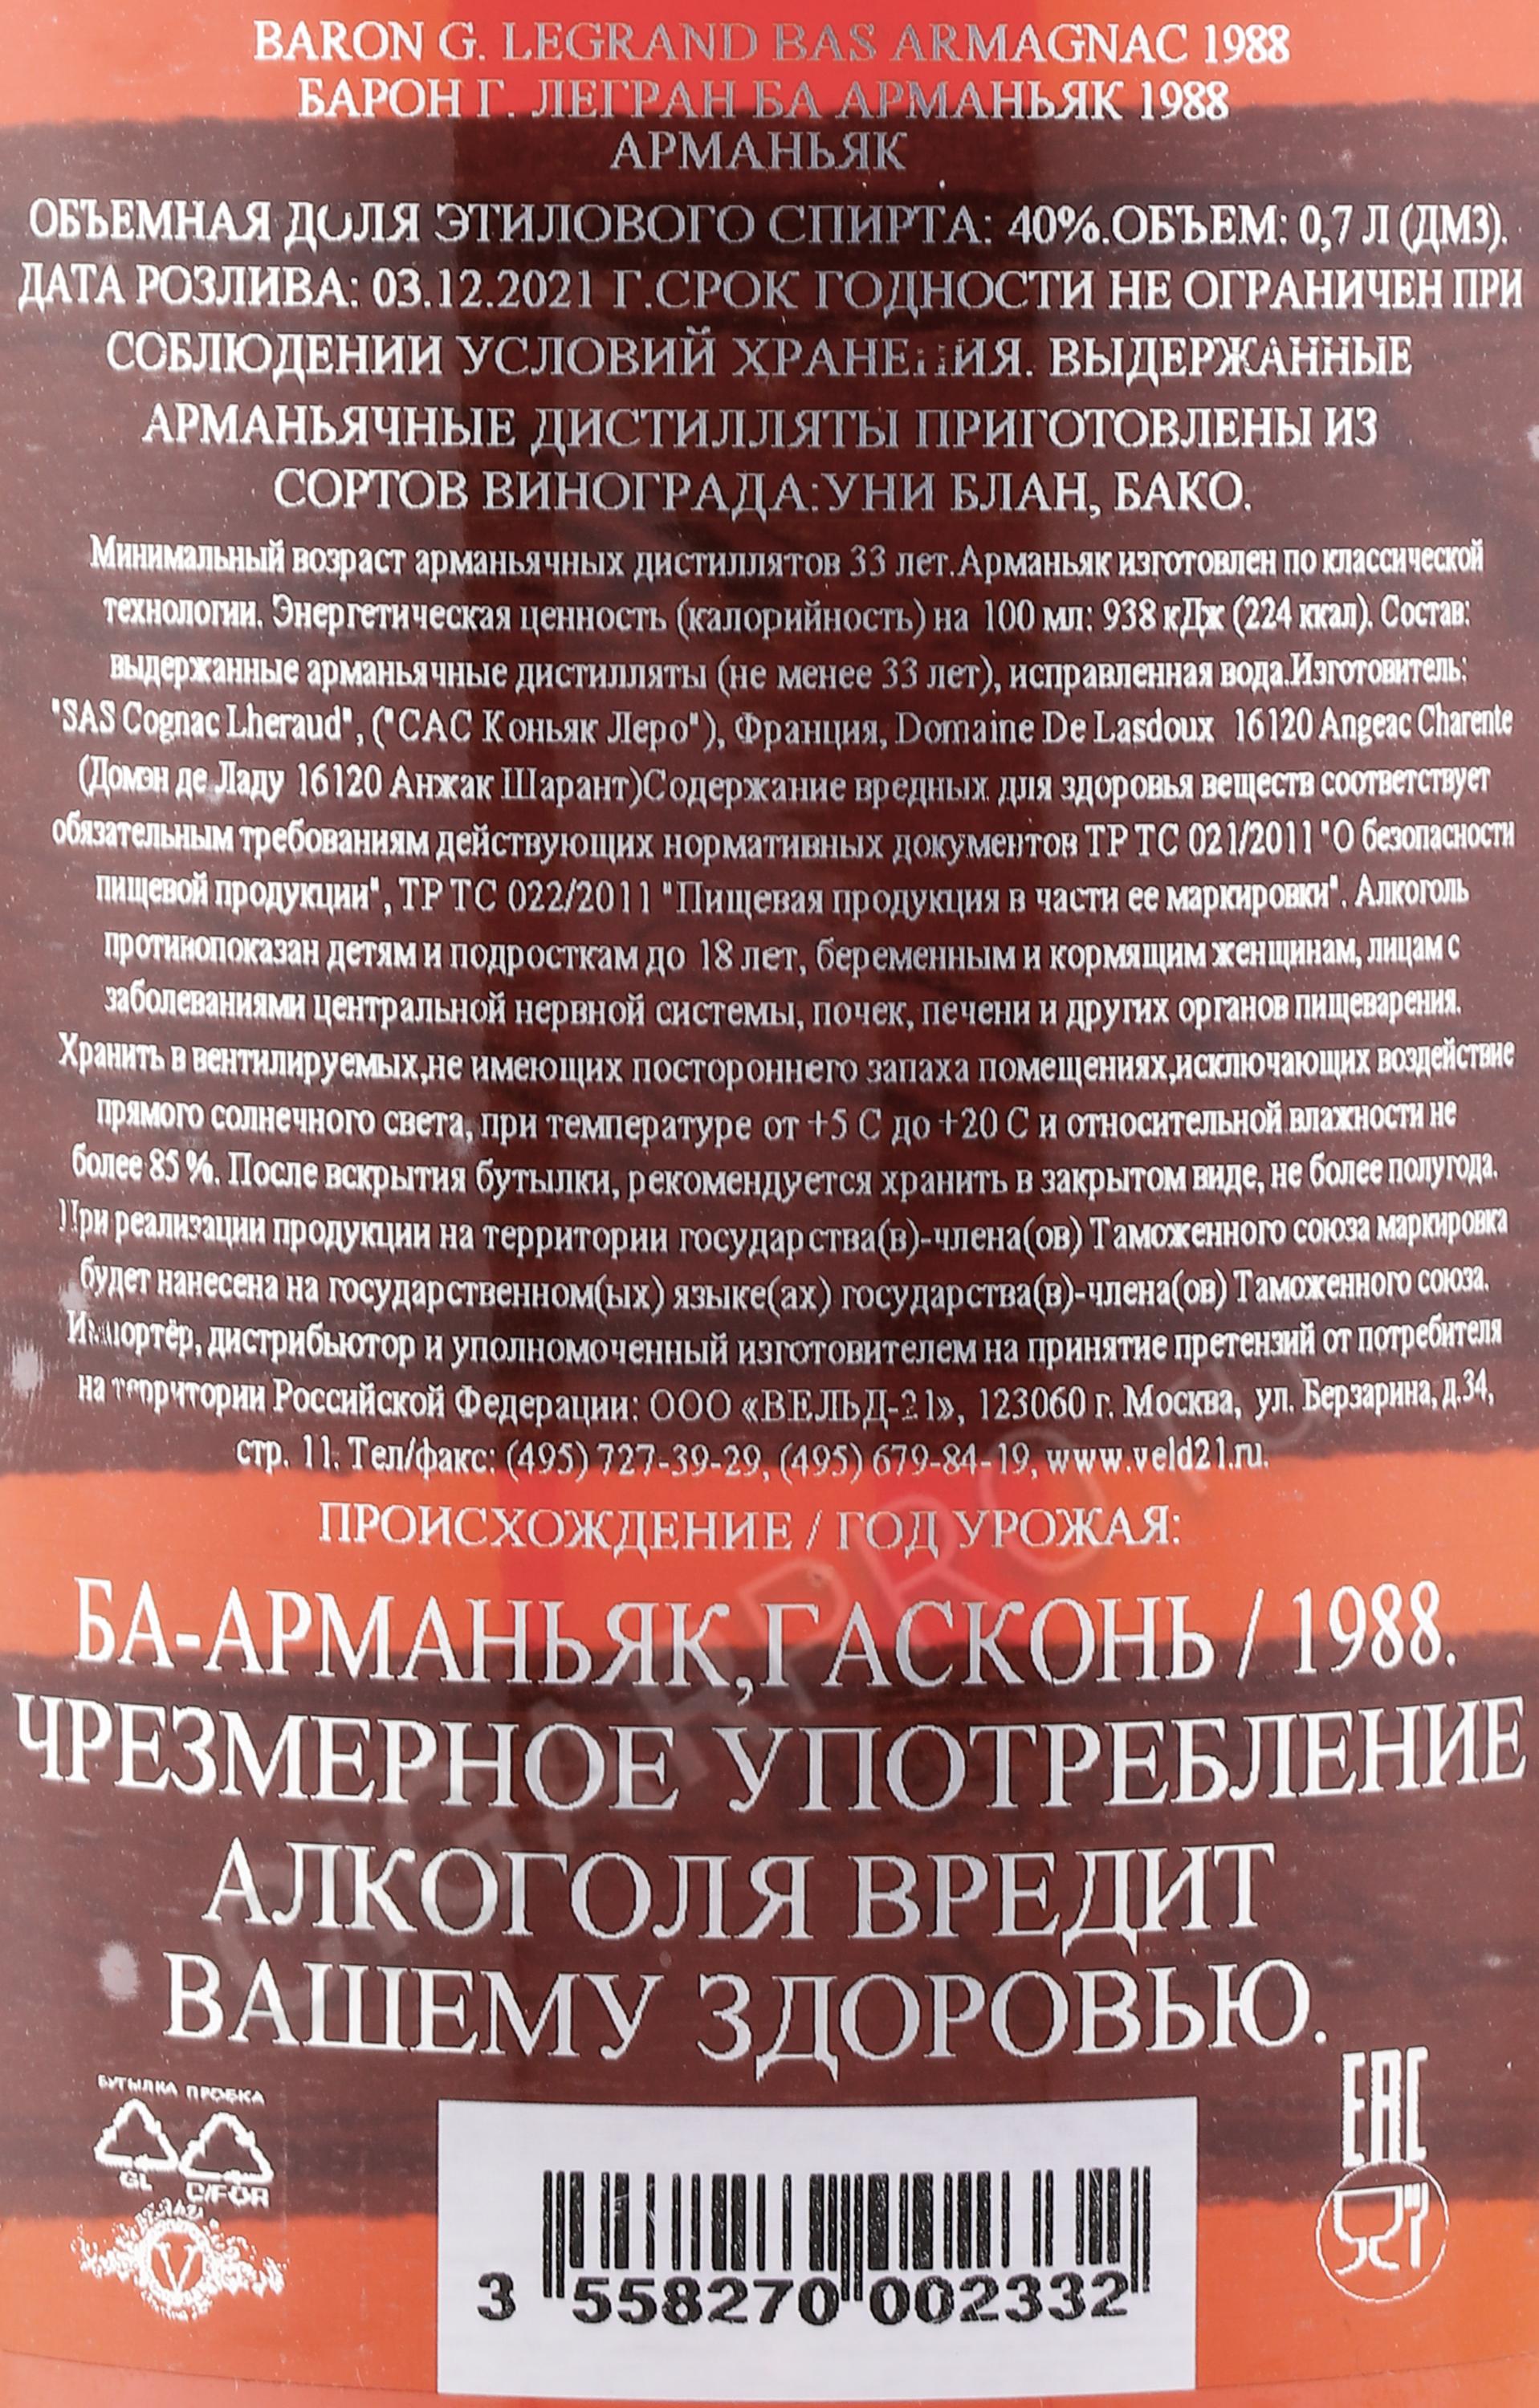 BARON G. LEGRAND BAS ARMAGNAC 1988
БАРОН Г. ЛЕГРАН БА АРМАНЬЯК 1988
АРМАНЬЯК
ОБЪЕМНАЯ ДОЛЯ ЭТИЛОВОГО СПИРТА: 40%.ОБЪЕМ: 0,7 Л (ДМ3).
ДАТА РОЗЛИВА: 03.12.2021 Г.СРОК ГОДНОСТИ НЕ ОГРАНИЧЕН ПРИ
СОБЛЮДЕНИИ УСЛОВИЙ ХРАНЕНИЯ. ВЫДЕРЖАННЫЕ
АРМАНЬЯЧНЫЕ ДИСТИЛЛЯТЫ ПРИГОТОВЛЕНЫ ИЗ
СОРТОВ ВИНОГРАДА:УНИ БЛАН, БАКО.
Минимальный возраст арманьячных дистиллятов 33 лет.Арманьяк изготовлен по классической
технологии. Энергетическая ценность (калорийность) на 100 мл: 938 кДж (224 ккал). Состав:
выдержанные арманьячные дистилляты (не менее 33 лет), исправленная вода.Изготовитель:
"SAS Cognac Lheraud", ("САС Коньяк Леро"), Франция, Domaine De Lasdoux 16120 Angeac Charente
(Домэн де Ладу 16120 Анжак Шарант)Содержание вредных для здоровья веществ соответствует
обязательным требованиям действующих нормативных документов ТР ТС 021/2011 "О безопасности
пищевой продукции", ТР ТС 022/2011 "Пищевая продукция в части ее маркировки". Алкоголь
противопоказан детям и подросткам до 18 лет, беременным и кормящим женщинам, лицам с
заболеваниями центральной нервной системы, почек, печени и других органов пищеварения.
Хранить в вентилируемых,не имеющих постороннего запаха помещениях,исключающих воздействие
прямого солнечного света, при температуре от +5 С до +20 С и относительной влажности не
более 85 %. После вскрытия бутылки, рекомендуется хранить в закрытом виде, не более полугода.
При реализации продукции на территории государства(в)-члена(ов) Таможенного союза маркировка
будет нанесена на государственном(ых) языке(ах) государства(в)-члена(ов) Таможенного союза.
Импортёр, дистрибьютор и уполномоченный изготовителем на принятие претензий от потребителя
на территории Российской Федерации: ООО «ВЕЛЬД-21», 123060 г. Москва, ул. Берзарина, д.34,
стр. 11; Тел/факс: (495) 727-39-29, (495) 679-84-19, www.veld21.ru.
ПРОИСХОЖДЕНИЕ / ГОД УРОЖАЯ:
БА-АРМАНЬЯК,ГАСКОНЬ / 1988.
ЧРЕЗМЕРНОЕ УПОТРЕБЛЕНИЕ
АЛКОГОЛЯ ВРЕДИТ
ВАШЕМУ ЗДОРОВЬЮ.
БУТЫЛКА ПРОБКА
GL C/FOR
V
EAC
3 558270 002332
CIGARPRO.RU